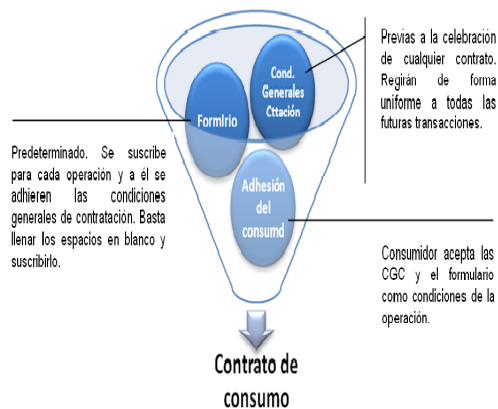 Previas a la celebración
de cualquier contrato.
Regirán de forma
uniforme a todas las
futuras transacciones.
Cond.
Generales
Cttación
Formlrio
Predeterminado. Se suscribe
para cada operación y a él se
adhieren las condiciones
generales de contratación. Basta
llenar los espacios en blanco y
suscribirlo.
Adhesión
del
consumd
Consumidor acepta las
CGC y el formulario
como condiciones de la
operación.
Contrato de
consumo